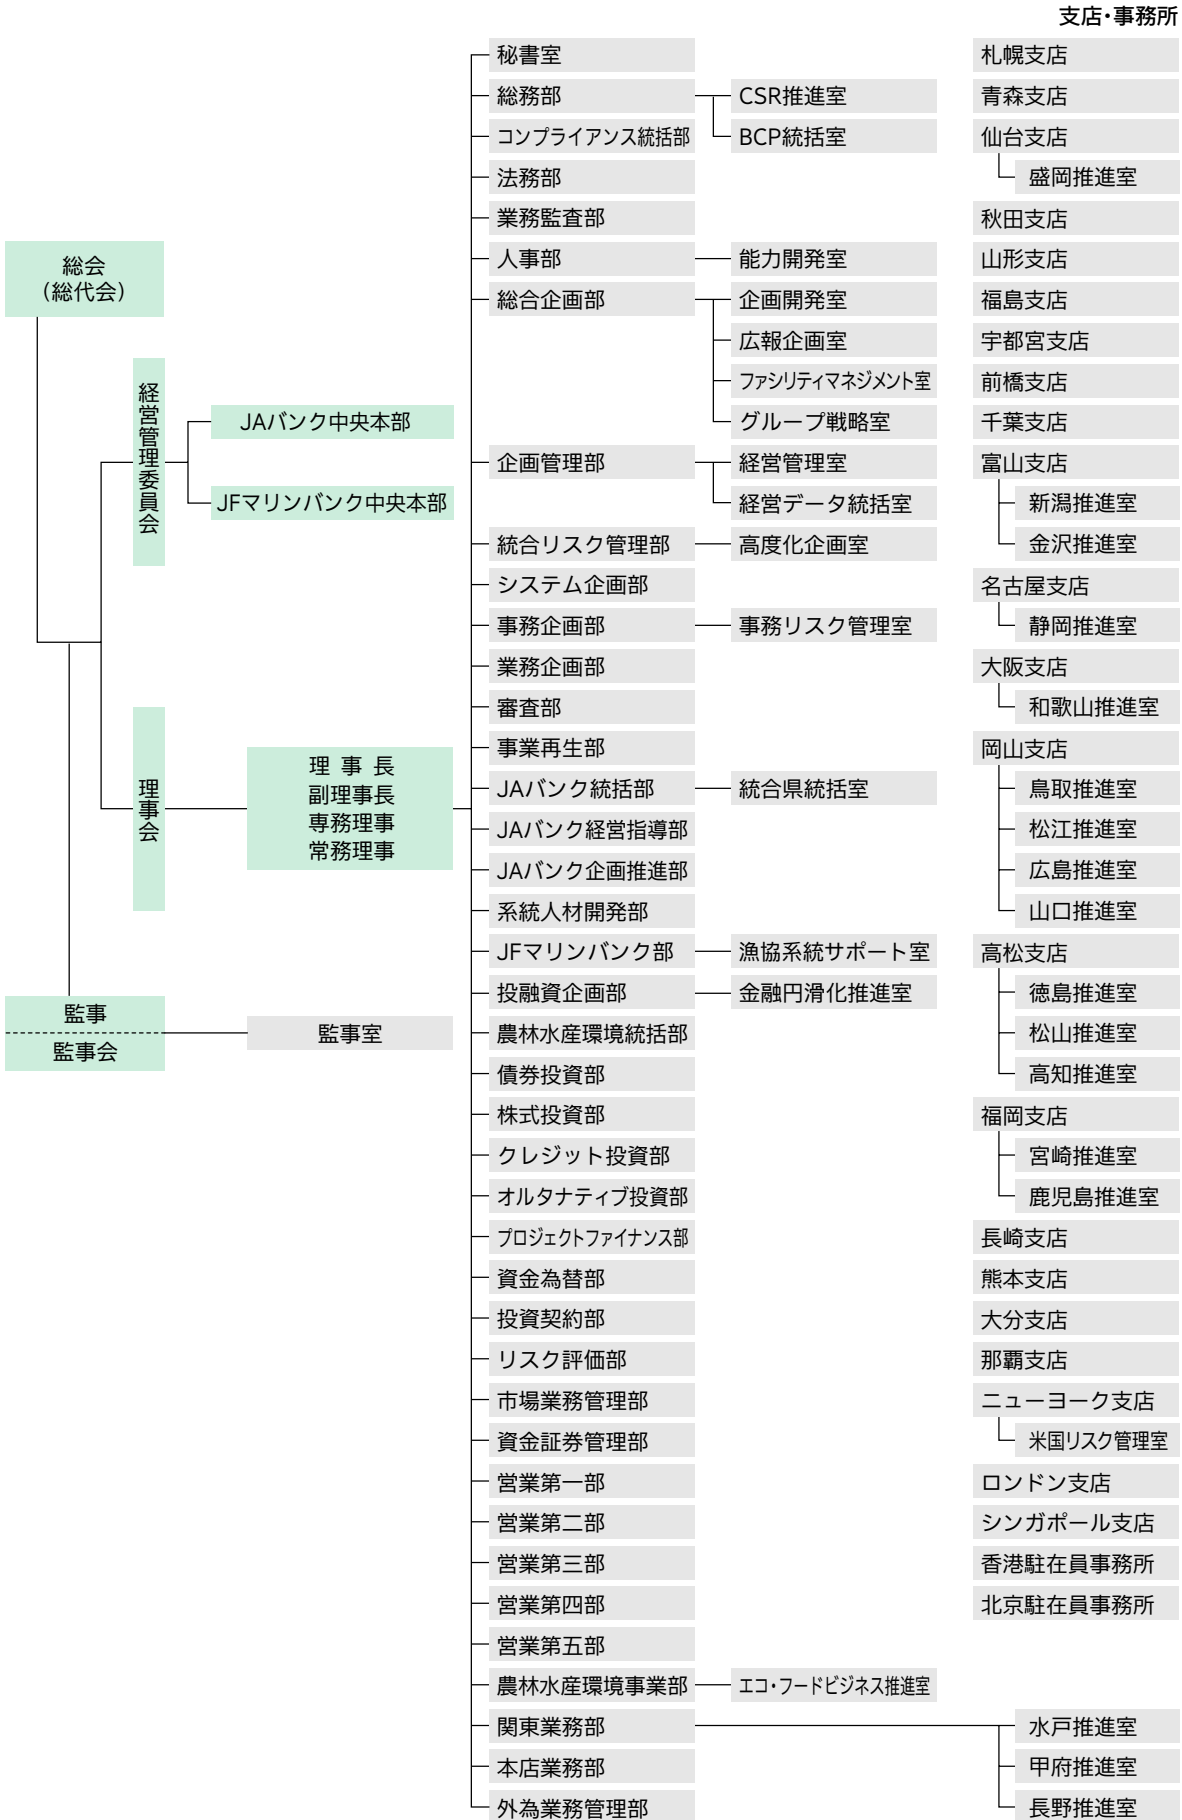 支店・事務所
総会
（総代会）
経営管理委員会
JAバンク中央本部
JFマリンバンク中央本部
理事会
理 事 長
副理事長
専務理事
常務理事
監事
監事会
監事室
秘書室
総務部
CSR推進室
コンプライアンス統括部
BCP統括室
法務部
業務監査部
人事部
能力開発室
総合企画部
企画開発室
広報企画室
ファシリティマネジメント室
グループ戦略室
企画管理部
経営管理室
経営データ統括室
統合リスク管理部
高度化企画室
システム企画部
事務企画部
事務リスク管理室
業務企画部
審査部
事業再生部
JAバンク統括部
統合県統括室
JAバンク経営指導部
JAバンク企画推進部
系統人材開発部
JFマリンバンク部
漁協系統サポート室
投融資企画部
金融円滑化推進室
農林水産環境統括部
債券投資部
株式投資部
クレジット投資部
オルタナティブ投資部
プロジェクトファイナンス部
資金為替部
投資契約部
リスク評価部
市場業務管理部
資金証券管理部
営業第一部
営業第二部
営業第三部
営業第四部
営業第五部
農林水産環境事業部
エコ・フードビジネス推進室
関東業務部
本店業務部
外為業務管理部
札幌支店
青森支店
仙台支店
盛岡推進室
秋田支店
山形支店
福島支店
宇都宮支店
前橋支店
千葉支店
富山支店
新潟推進室
金沢推進室
名古屋支店
静岡推進室
大阪支店
和歌山推進室
岡山支店
鳥取推進室
松江推進室
広島推進室
山口推進室
高松支店
徳島推進室
松山推進室
高知推進室
福岡支店
宮崎推進室
鹿児島推進室
長崎支店
熊本支店
大分支店
那覇支店
ニューヨーク支店
米国リスク管理室
ロンドン支店
シンガポール支店
香港駐在員事務所
北京駐在員事務所
水戸推進室
甲府推進室
長野推進室